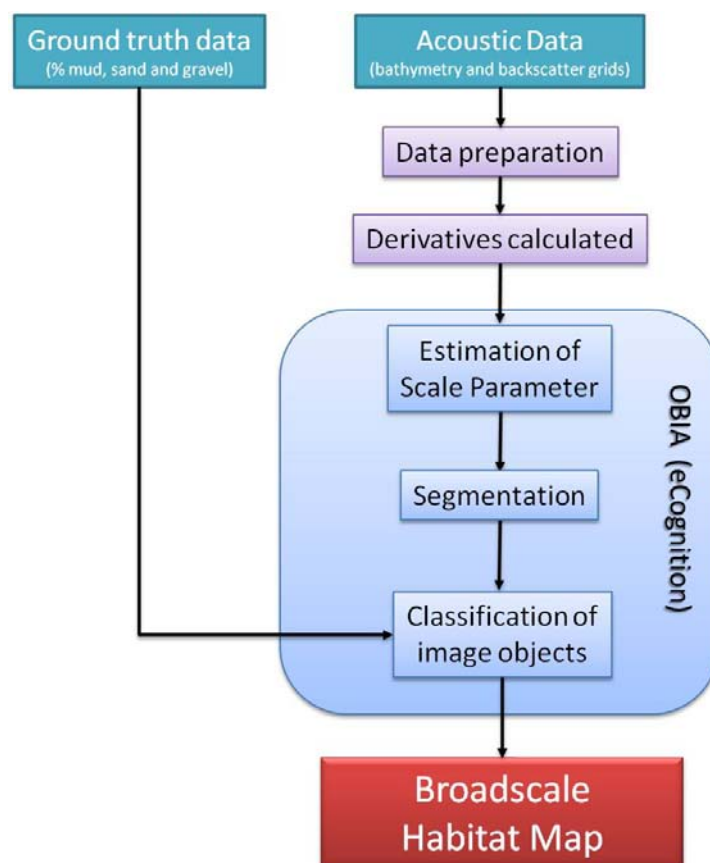 Ground truth data
(% mud, sand and gravel)
Acoustic Data
(bathymetry and backscatter grids)
Data preparation
Derivatives calculated
Estimation of
Scale Parameter
Segmentation
Classification of
image objects
OBIA (eCognition)
Broadscale
Habitat Map